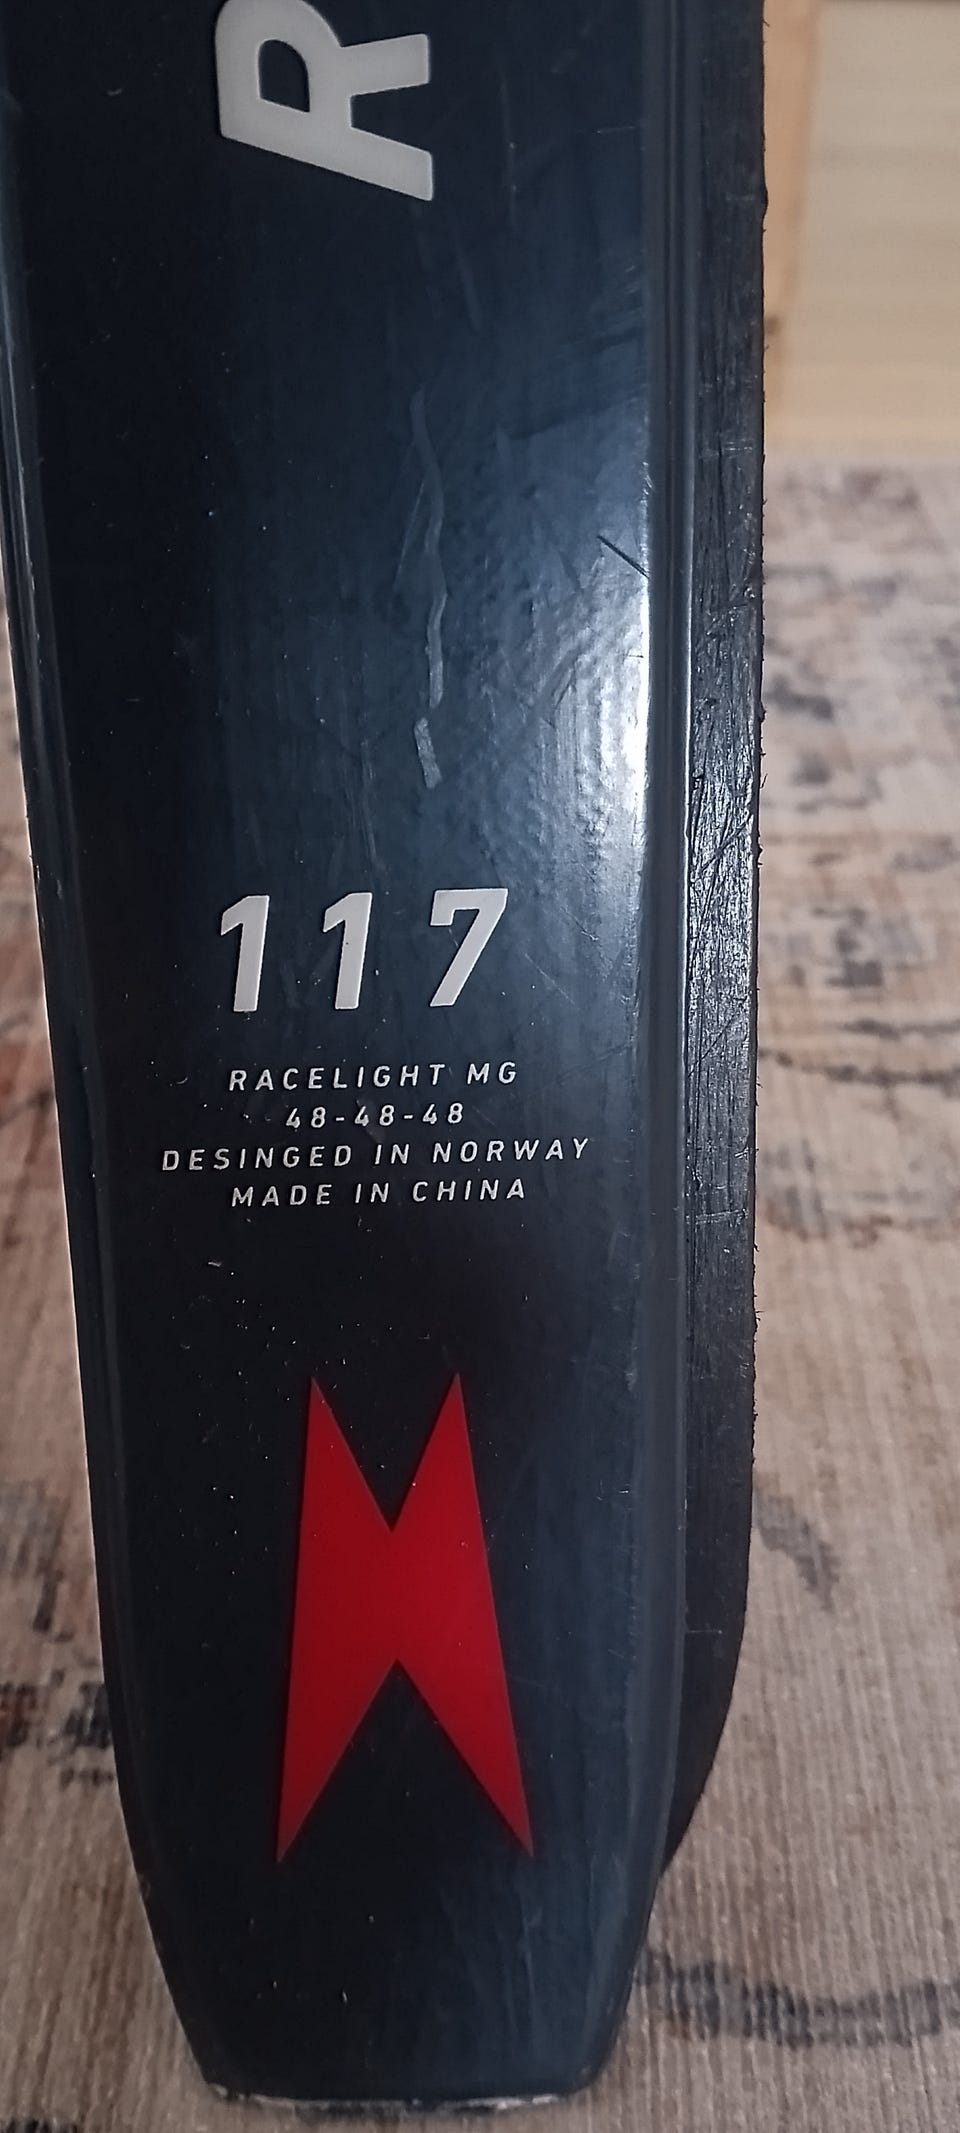 R
117
RACELIGHT MG
48-48-48
DESINGED IN NORWAY
MADE IN CHINA